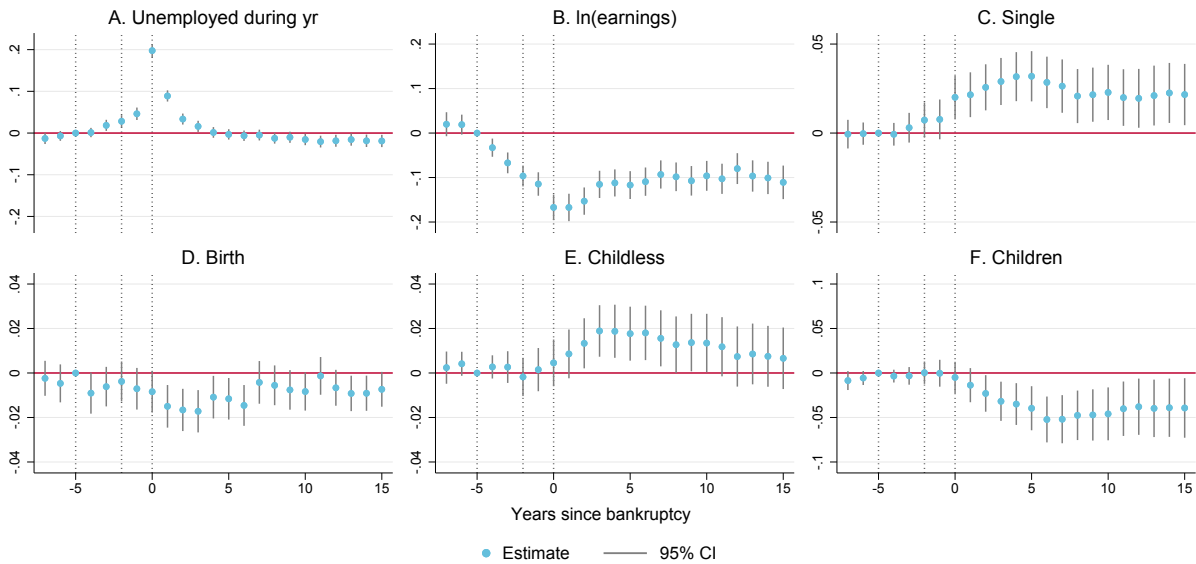 A. Unemployed during yr
.2
.1
0
-.1
-.2
B. ln(earnings)
.2
.1
0
-.1
-.2
C. Single
.05
0
-.05
D. Birth
.04
.02
0
-.02
-.04
-5 0 5 10 15
E. Childless
.04
.02
0
-.02
-.04
-5 0 5 10 15
F. Children
.1
.05
0
-.05
-.1
-5 0 5 10 15
Years since bankruptcy
Estimate 95% CI